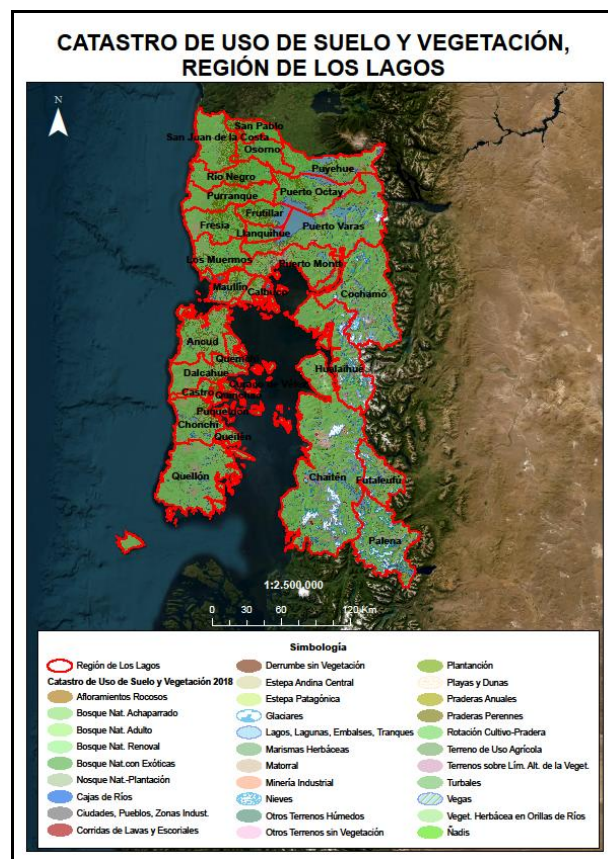 CATASTRO DE USO DE SUELO Y VEGETACIÓN,
REGIÓN DE LOS LAGOS
N
San Pablo
San Juan de la Costa
Osorno
Puyehue
Río Negro
Puerto Octay
Purranque
Frutillar
Fresia
Puerto Varas
Llanquihue
Los Muermos
Puerto Montt
Maullín
Calbuco
Cochamó
Ancud
Quemchi
Hualaihué
Dalcahue
Castro
Puqueldón
Chonchi
Queilén
Quellón
Chaitén
Futaleufú
Palena
1:2.500.000
0 30 60 120 Km
Simbología
Región de Los Lagos
Catastro de Uso de Suelo y Vegetación 2018
Afloramientos Rocosos
Bosque Nat. Achaparrado
Bosque Nat. Adulto
Bosque Nat. Renoval
Bosque Nat.con Exóticas
Nosque Nat.-Plantación
Cajas de Ríos
Ciudades, Pueblos, Zonas Indust.
Corridas de Lavas y Escoriales
Derrumbe sin Vegetación
Estepa Andina Central
Estepa Patagónica
Glaciares
Lagos, Lagunas, Embalses, Tranques
Marismas Herbáceas
Matorral
Minería Industrial
Nieves
Otros Terrenos Húmedos
Otros Terrenos sin Vegetación
Plantanción
Playas y Dunas
Praderas Anuales
Praderas Perennes
Rotación Cultivo-Pradera
Terreno de Uso Agrícola
Terrenos sobre Lím. Alt. de la Veget.
Turbales
Vegas
Veget. Herbácea en Orillas de Ríos
Ñadis